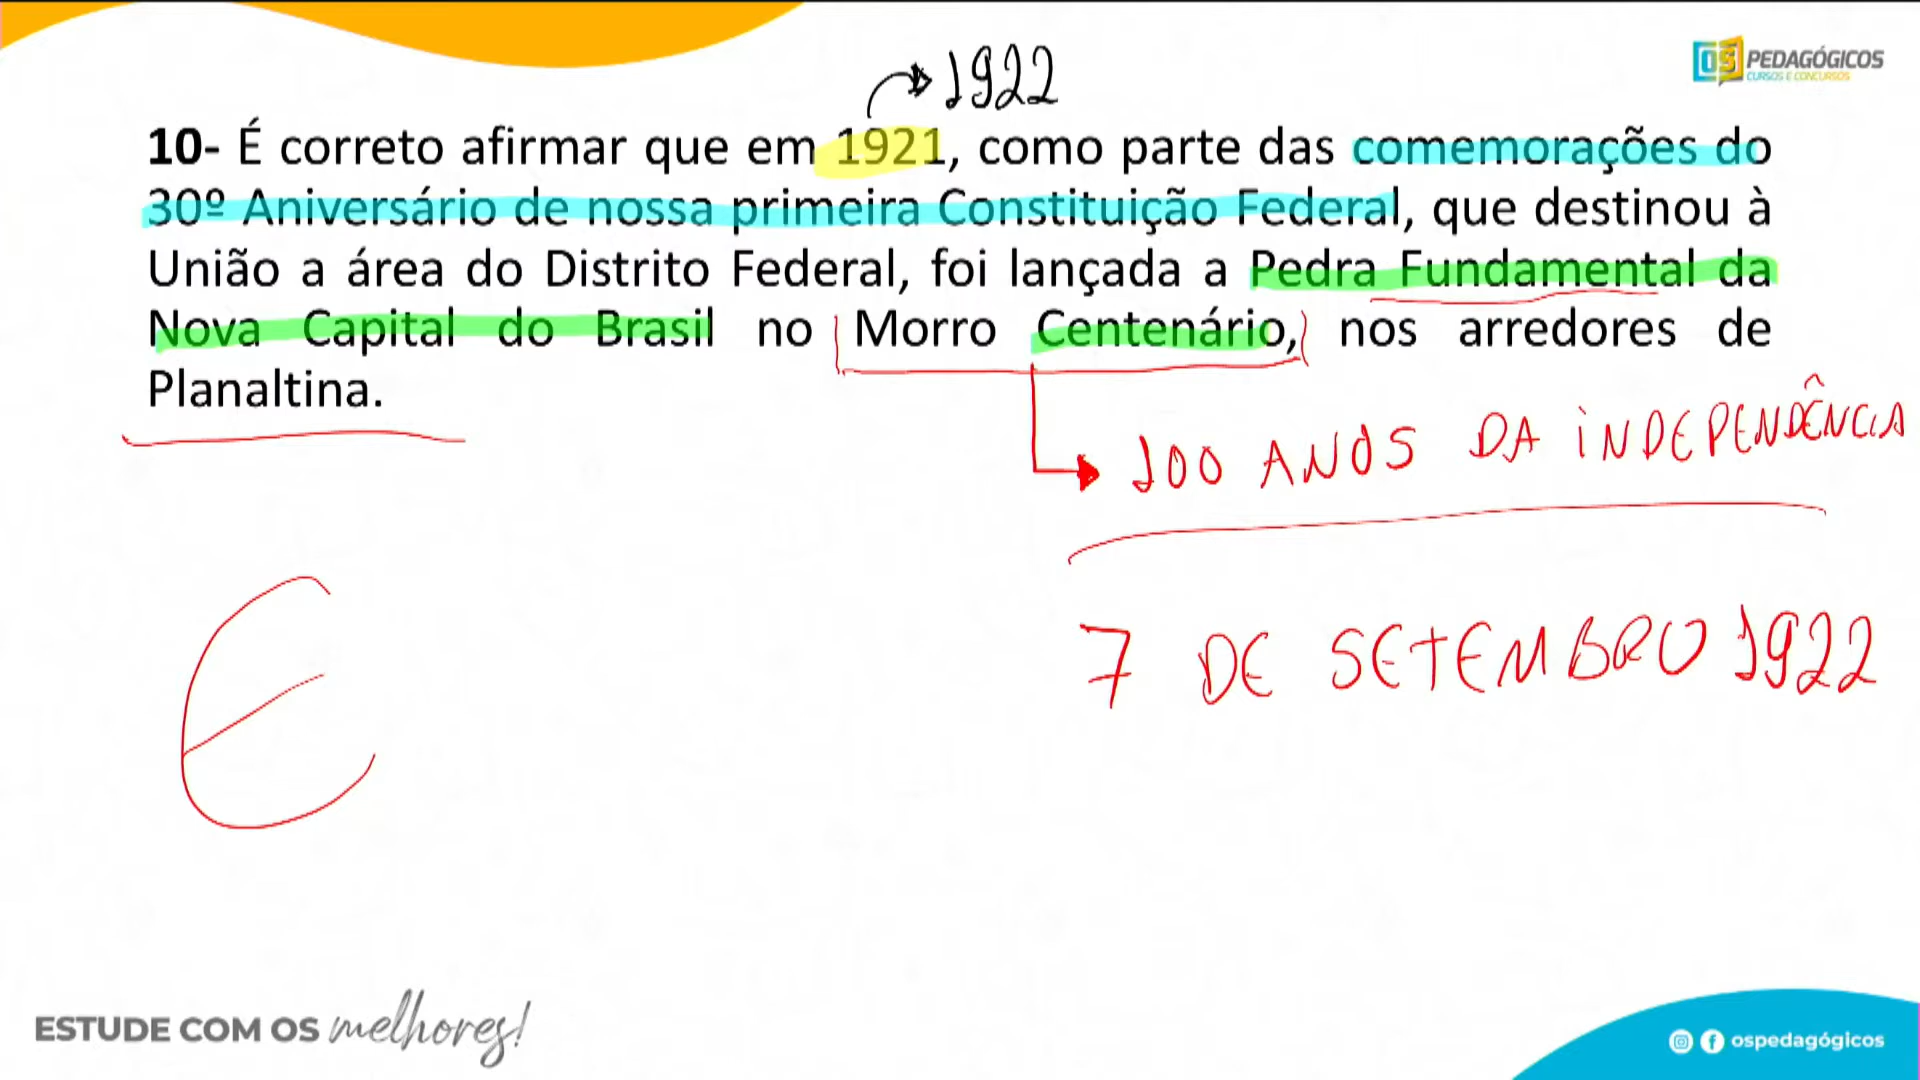 1922
OS PEDAGÓGICOS
CURSOS E CONCURSOS
10- É correto afirmar que em 1921, como parte das comemorações do
30º Aniversário de nossa primeira Constituição Federal, que destinou à
União a área do Distrito Federal, foi lançada a Pedra Fundamental da
Nova Capital do Brasil no Morro Centenário, nos arredores de
Planaltina.
100 ANOS DA INDEPENDÊNCIA
E
7 DE SETEMBRO 1922
ESTUDE COM OS melhores!
ospedagógicos